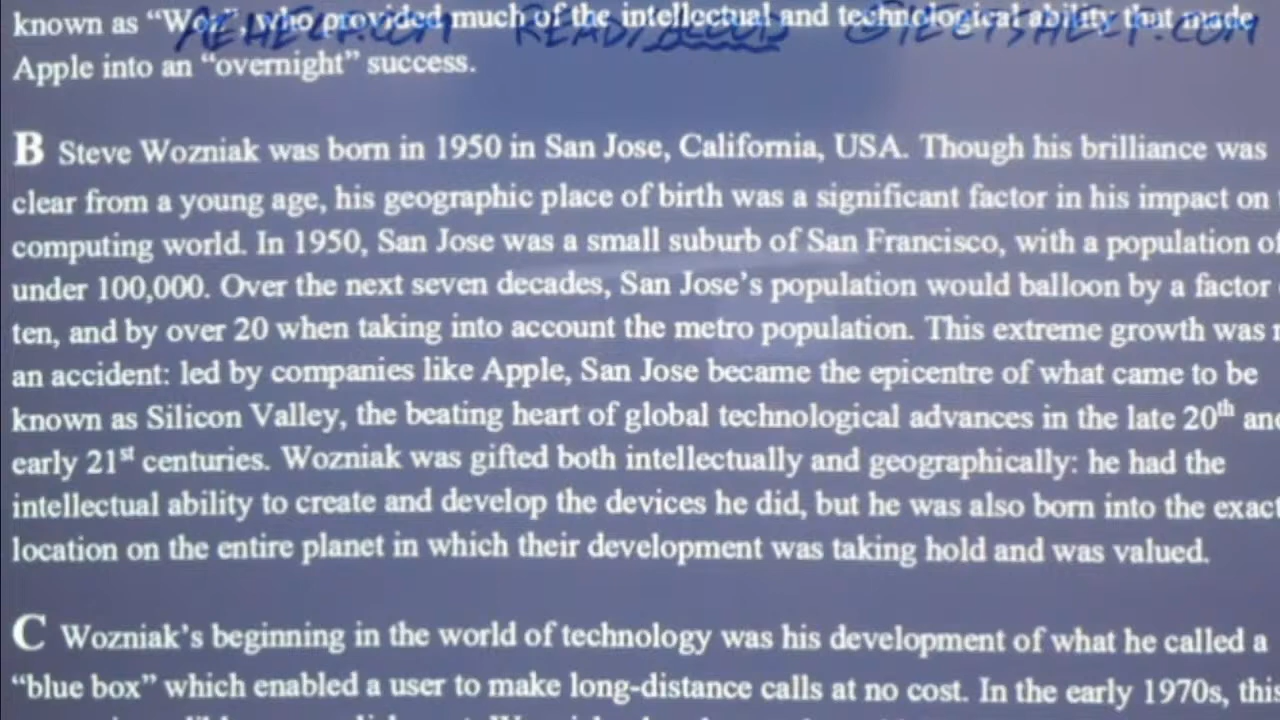 known as “Woz”, who provided much of the intellectual and technological ability that made
AEHELP.COM READ/ALOUD @IELTSHELP.COM
Apple into an “overnight” success.
B Steve Wozniak was born in 1950 in San Jose, California, USA. Though his brilliance was
clear from a young age, his geographic place of birth was a significant factor in his impact on
computing world. In 1950, San Jose was a small suburb of San Francisco, with a population of
under 100,000. Over the next seven decades, San Jose’s population would balloon by a factor
ten, and by over 20 when taking into account the metro population. This extreme growth was
an accident: led by companies like Apple, San Jose became the epicentre of what came to be
known as Silicon Valley, the beating heart of global technological advances in the late 20th and
early 21st centuries. Wozniak was gifted both intellectually and geographically: he had the
intellectual ability to create and develop the devices he did, but he was also born into the exact
location on the entire planet in which their development was taking hold and was valued.
C Wozniak’s beginning in the world of technology was his development of what he called a
“blue box” which enabled a user to make long-distance calls at no cost. In the early 1970s, this